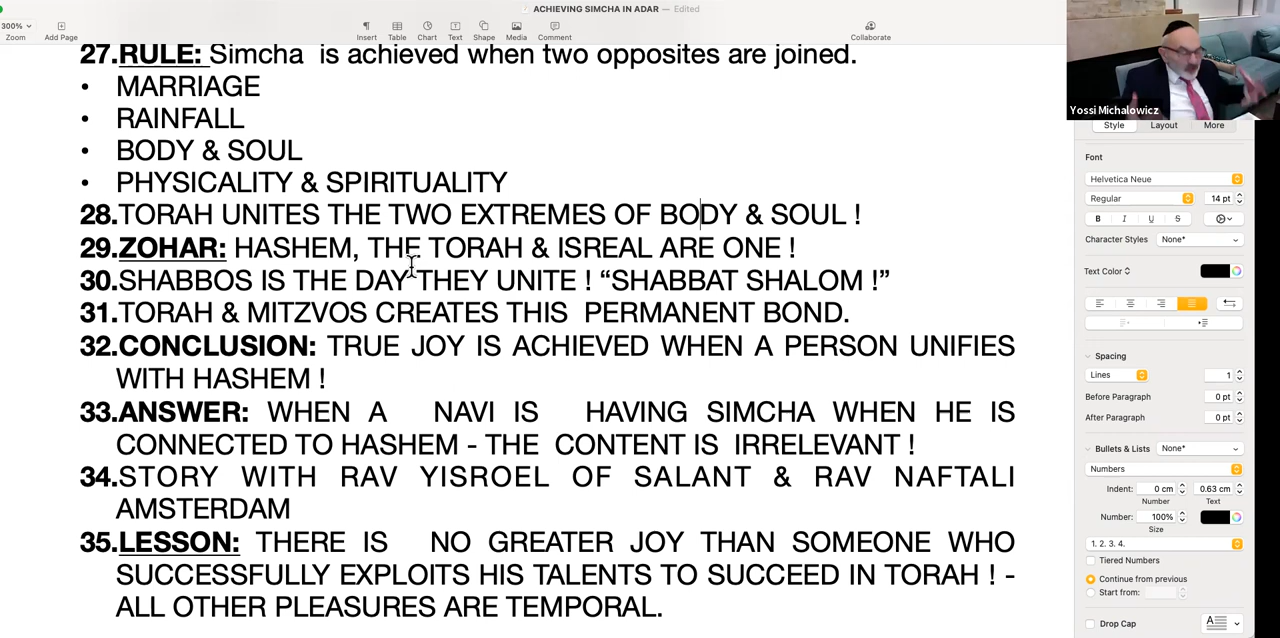 ACHIEVING SIMCHA IN ADAR — Edited
300%
Zoom
Add Page
Insert
Table
Chart
Text
Shape
Media
Comment
Collaborate
Yossi Michalowicz
27.RULE: Simcha is achieved when two opposites are joined.
• MARRIAGE
• RAINFALL
• BODY & SOUL
• PHYSICALITY & SPIRITUALITY
28.TORAH UNITES THE TWO EXTREMES OF BODY & SOUL !
29.ZOHAR: HASHEM, THE TORAH & ISREAL ARE ONE !
30.SHABBOS IS THE DAY THEY UNITE ! “SHABBAT SHALOM !”
31.TORAH & MITZVOS CREATES THIS PERMANENT BOND.
32.CONCLUSION: TRUE JOY IS ACHIEVED WHEN A PERSON UNIFIES
WITH HASHEM !
33.ANSWER: WHEN A NAVI IS HAVING SIMCHA WHEN HE IS
CONNECTED TO HASHEM - THE CONTENT IS IRRELEVANT !
34.STORY WITH RAV YISROEL OF SALANT & RAV NAFTALI
AMSTERDAM
35.LESSON: THERE IS NO GREATER JOY THAN SOMEONE WHO
SUCCESSFULLY EXPLOITS HIS TALENTS TO SUCCEED IN TORAH ! -
ALL OTHER PLEASURES ARE TEMPORAL.
Style
Layout
More
Font
Helvetica Neue
Regular
14 pt
B I U S
Character Styles None*
Text Color
Spacing
Lines 1
Before Paragraph 0 pt
After Paragraph 0 pt
Bullets & Lists None*
Numbers
Indent: 0 cm 0.63 cm
Number Text
Number: 100%
Size
1. 2. 3. 4.
Tiered Numbers
Continue from previous
Start from:
Drop Cap
A